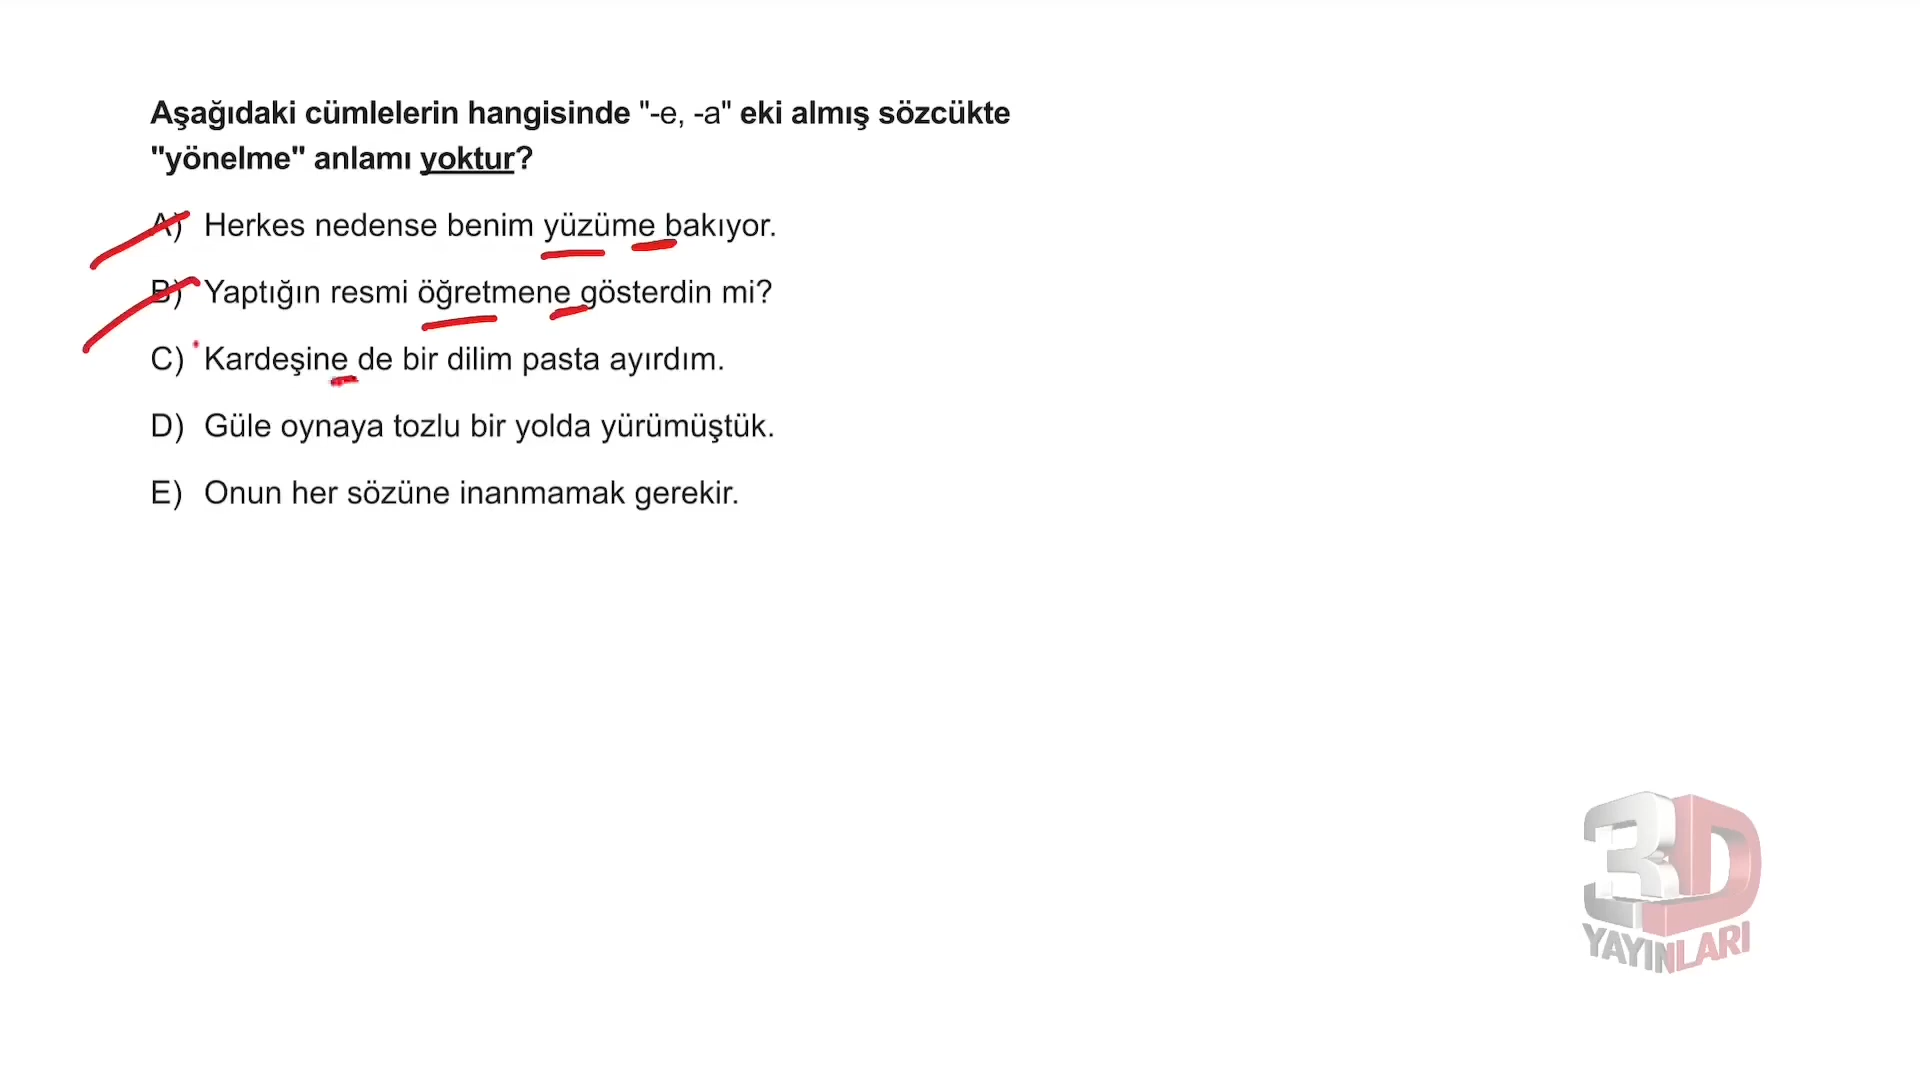 Aşağıdaki cümlelerin hangisinde "-e, -a" eki almış sözcükte
"yönelme" anlamı yoktur?
A) Herkes nedense benim yüzüme bakıyor.
B) Yaptığın resmi öğretmene gösterdin mi?
C) Kardeşine de bir dilim pasta ayırdım.
D) Güle oynaya tozlu bir yolda yürümüştük.
E) Onun her sözüne inanmamak gerekir.
3D
YAYINLARI